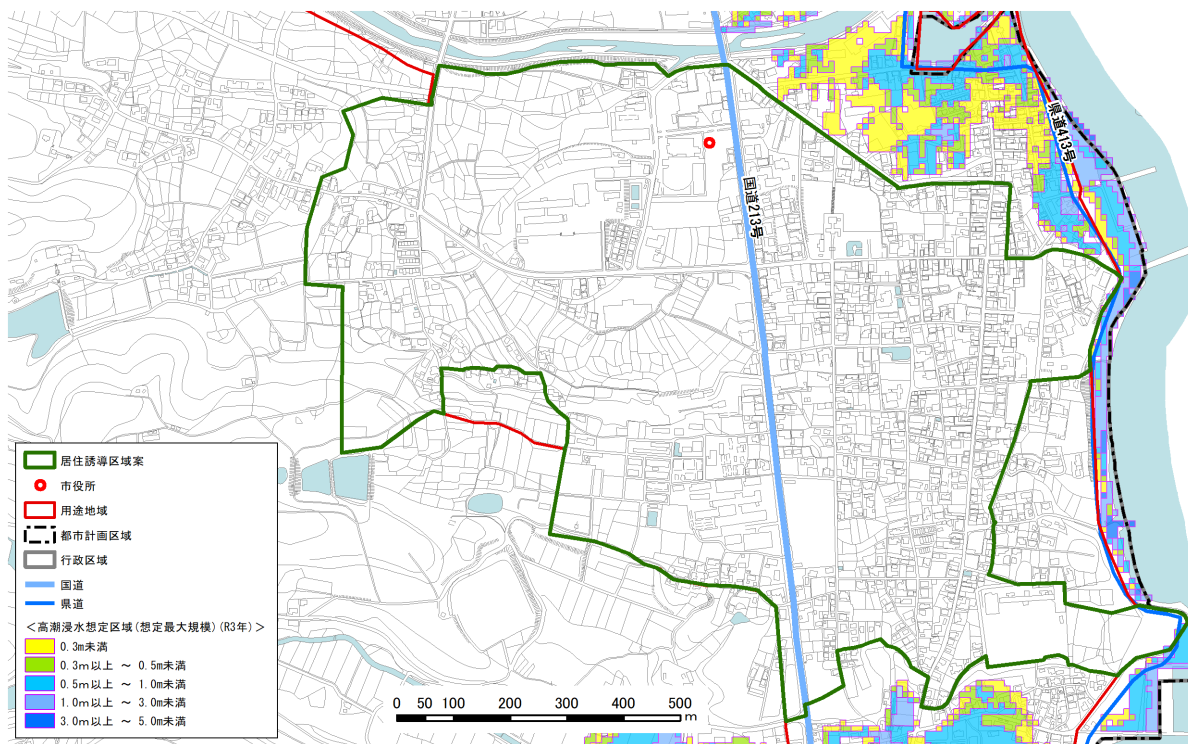 国道213号
県道413号
居住誘導区域案
市役所
用途地域
都市計画区域
行政区域
国道
県道
<高潮浸水想定区域(想定最大規模)(R3年)>
0.3m未満
0.3m以上 ~ 0.5m未満
0.5m以上 ~ 1.0m未満
1.0m以上 ~ 3.0m未満
3.0m以上 ~ 5.0m未満
0 50 100 200 300 400 500
m